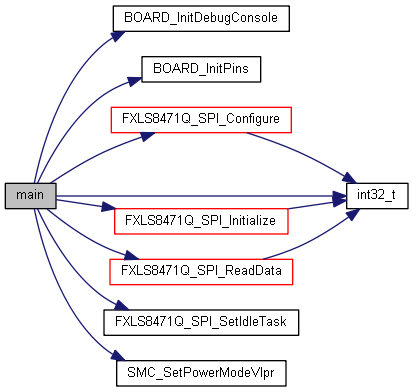 BOARD_InitDebugConsole
BOARD_InitPins
FXLS8471Q_SPI_Configure
main
int32_t
FXLS8471Q_SPI_Initialize
FXLS8471Q_SPI_ReadData
FXLS8471Q_SPI_SetIdleTask
SMC_SetPowerModeVlpr